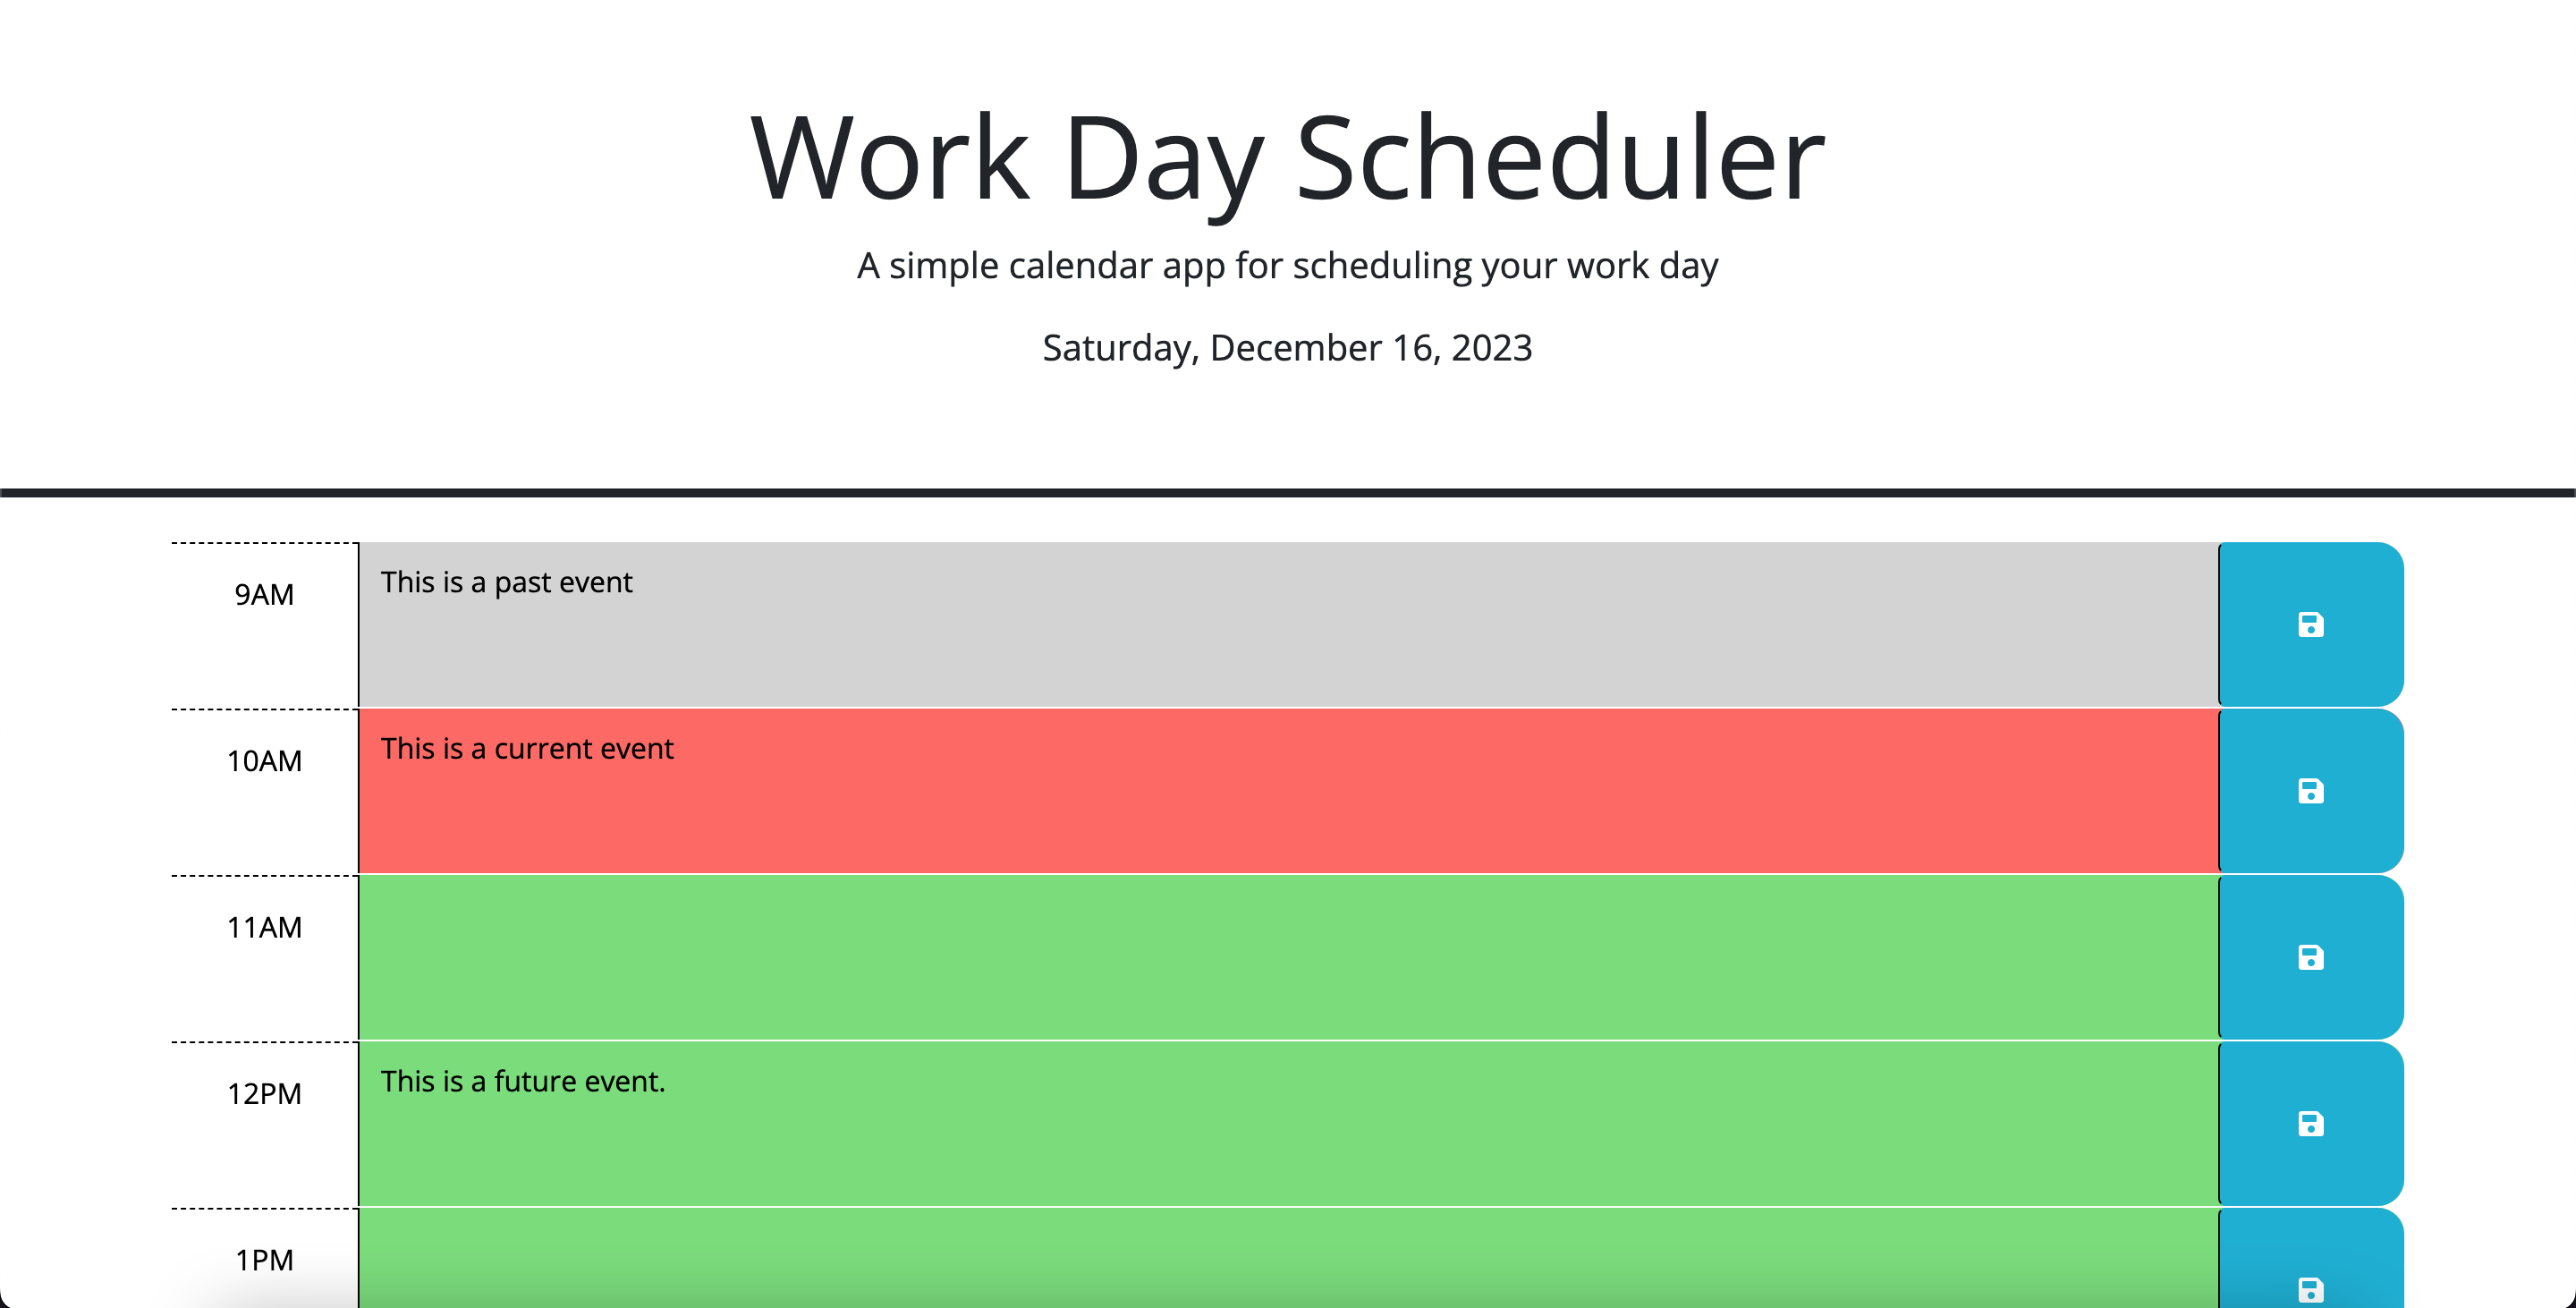 Work Day Scheduler
A simple calendar app for scheduling your work day
Saturday, December 16, 2023
9AM
This is a past event
10AM
This is a current event
11AM
12PM
This is a future event.
1PM